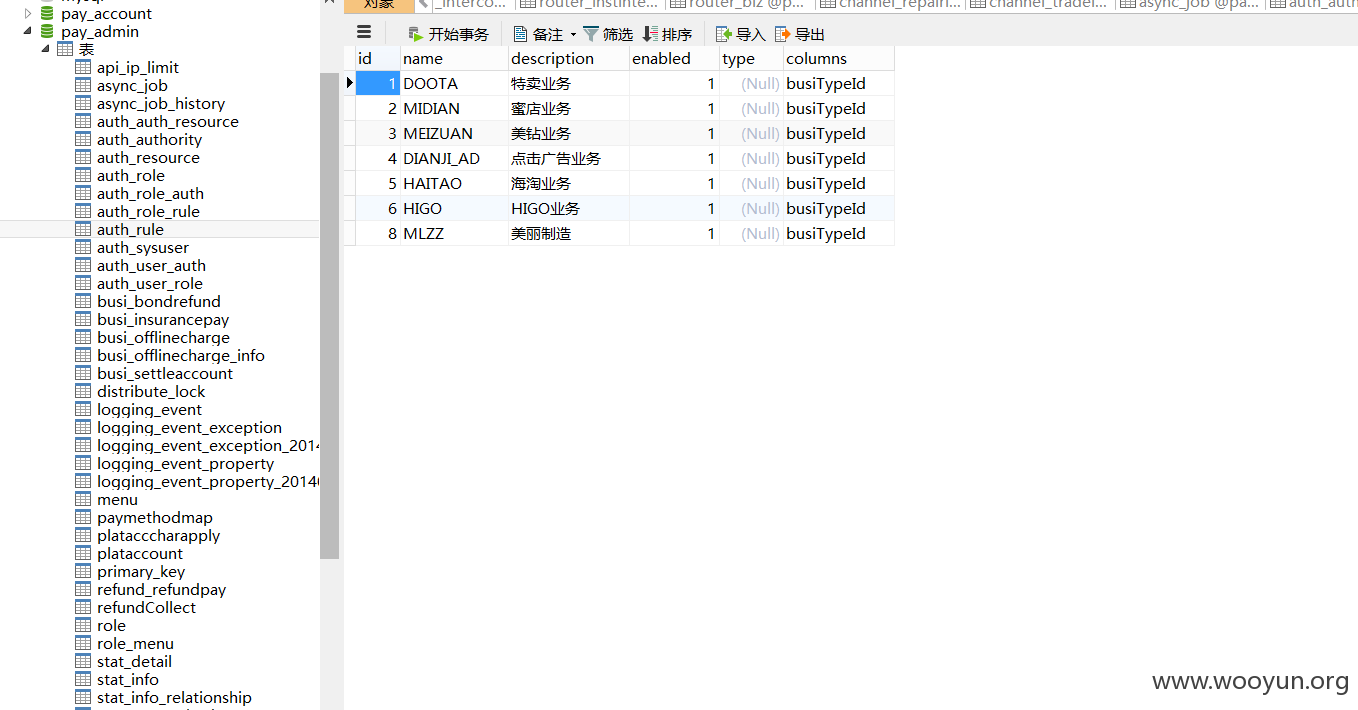 pay_account
pay_admin
表
api_ip_limit
async_job
async_job_history
auth_auth_resource
auth_authority
auth_resource
auth_role
auth_role_auth
auth_role_rule
auth_rule
auth_sysuser
auth_user_auth
auth_user_role
busi_bondrefund
busi_insurancepay
busi_offlinecharge
busi_offlinecharge_info
busi_settleaccount
distribute_lock
logging_event
logging_event_exception
logging_event_exception_2014
logging_event_property
logging_event_property_2014
menu
paymethodmap
platacccharapply
plataccount
primary_key
refund_refundpay
refundCollect
role
role_menu
stat_detail
stat_info
stat_info_relationship
对象 _interco... router_instinte... router_biz @p... channel_repairi... channel_tradei... async_job @pa... auth_auth
开始事务 备注 筛选 排序 导入 导出
id name description enabled type columns
1 DOOTA 特卖业务 1 (Null) busiTypeId
2 MIDIAN 蜜店业务 1 (Null) busiTypeId
3 MEIZUAN 美钻业务 1 (Null) busiTypeId
4 DIANJI_AD 点击广告业务 1 (Null) busiTypeId
5 HAITAO 海淘业务 1 (Null) busiTypeId
6 HIGO HIGO业务 1 (Null) busiTypeId
8 MLZZ 美丽制造 1 (Null) busiTypeId
www.wooyun.org